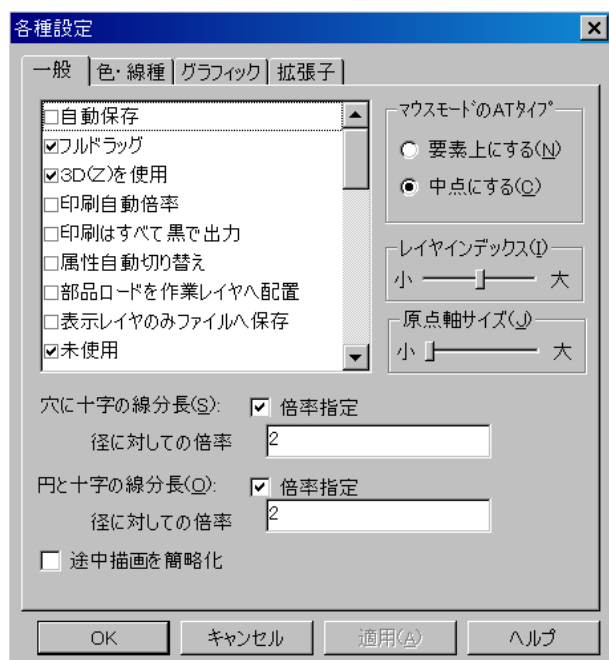 各種設定
一般 色・線種 グラフィック 拡張子
自動保存
フルドラッグ
3D(Z)を使用
印刷自動倍率
印刷はすべて黒で出力
属性自動切り替え
部品ロードを作業レイヤへ配置
表示レイヤのみファイルへ保存
未使用
マウスモードのATタイプ
要素上にする(N)
中点にする(C)
レイヤインデックス(I)
小 大
原点軸サイズ(J)
小 大
穴に十字の線分長(S): 倍率指定
径に対しての倍率 2
円と十字の線分長(O): 倍率指定
径に対しての倍率 2
途中描画を簡略化
OK キャンセル 適用(A) ヘルプ